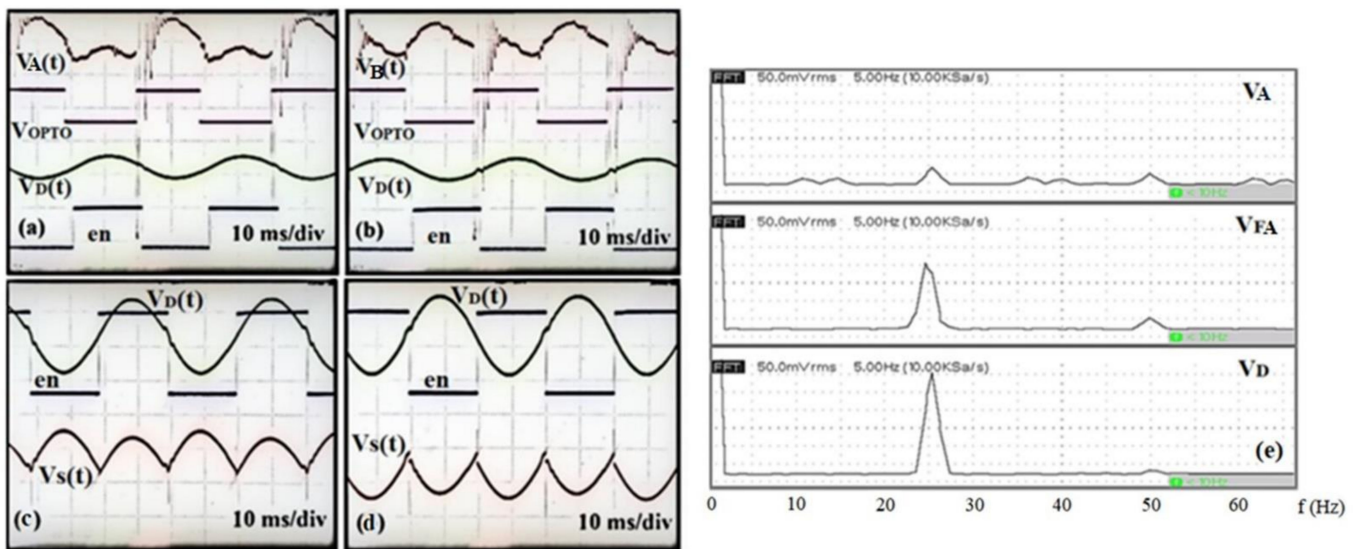 VA(t)
VOPTO
VD(t)
en
(a) 10 ms/div
VB(t)
VOPTO
VD(t)
en
(b) 10 ms/div
VD(t)
en
Vs(t)
(c) 10 ms/div
VD(t)
en
Vs(t)
(d) 10 ms/div
FFT 50.0mVrms 5.00Hz (10.00KSa/s)
VA
< 10Hz
FFT 50.0mVrms 5.00Hz (10.00KSa/s)
VFA
< 10Hz
FFT 50.0mVrms 5.00Hz (10.00KSa/s)
VD
(e)
< 10Hz
0 10 20 30 40 50 60 f (Hz)